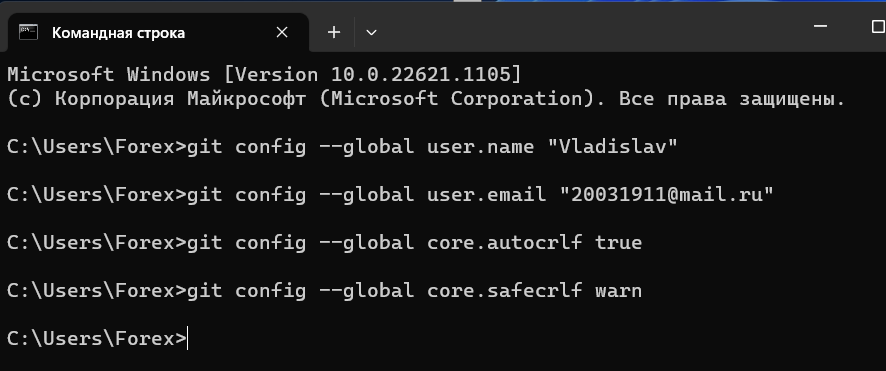 Командная строка
Microsoft Windows [Version 10.0.22621.1105]
(c) Корпорация Майкрософт (Microsoft Corporation). Все права защищены.
C:\Users\Forex>git config --global user.name "Vladislav"
C:\Users\Forex>git config --global user.email "20031911@mail.ru"
C:\Users\Forex>git config --global core.autocrlf true
C:\Users\Forex>git config --global core.safecrlf warn
C:\Users\Forex>